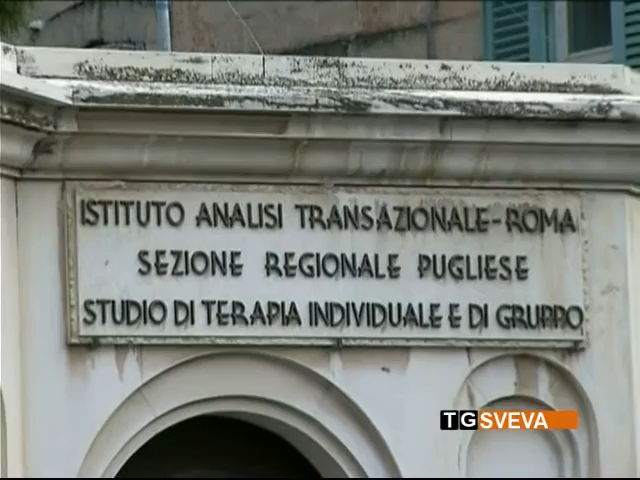 ISTITUTO ANALISI TRANSAZIONALE-ROMA
SEZIONE REGIONALE PUGLIESE
STUDIO DI TERAPIA INDIVIDUALE E DI GRUPPO
TGSVEVA